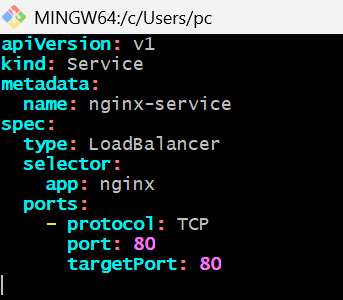 MINGW64:/c/Users/pc
apiVersion: v1
kind: Service
metadata:
  name: nginx-service
spec:
  type: LoadBalancer
  selector:
    app: nginx
  ports:
    - protocol: TCP
      port: 80
      targetPort: 80